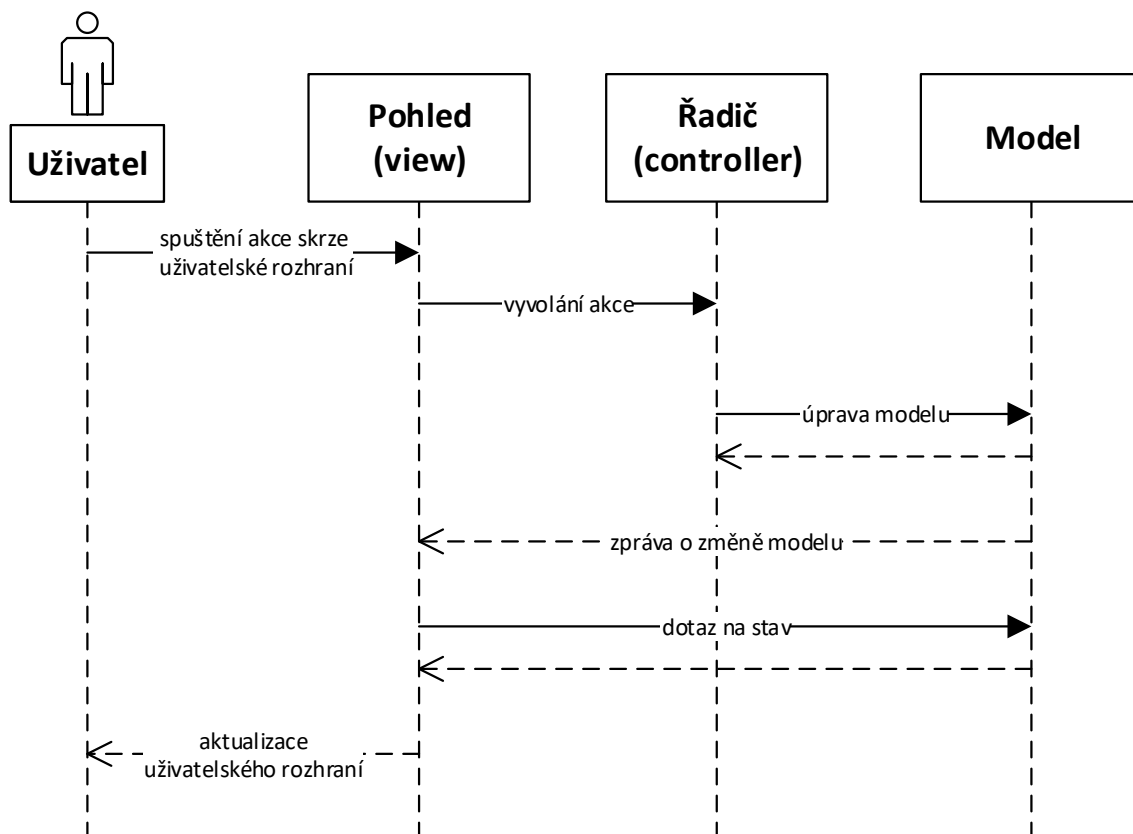 Uživatel
Pohled
(view)
Řadič
(controller)
Model
spuštění akce skrze
uživatelské rozhraní
vyvolání akce
úprava modelu
zpráva o změně modelu
dotaz na stav
aktualizace
uživatelského rozhraní